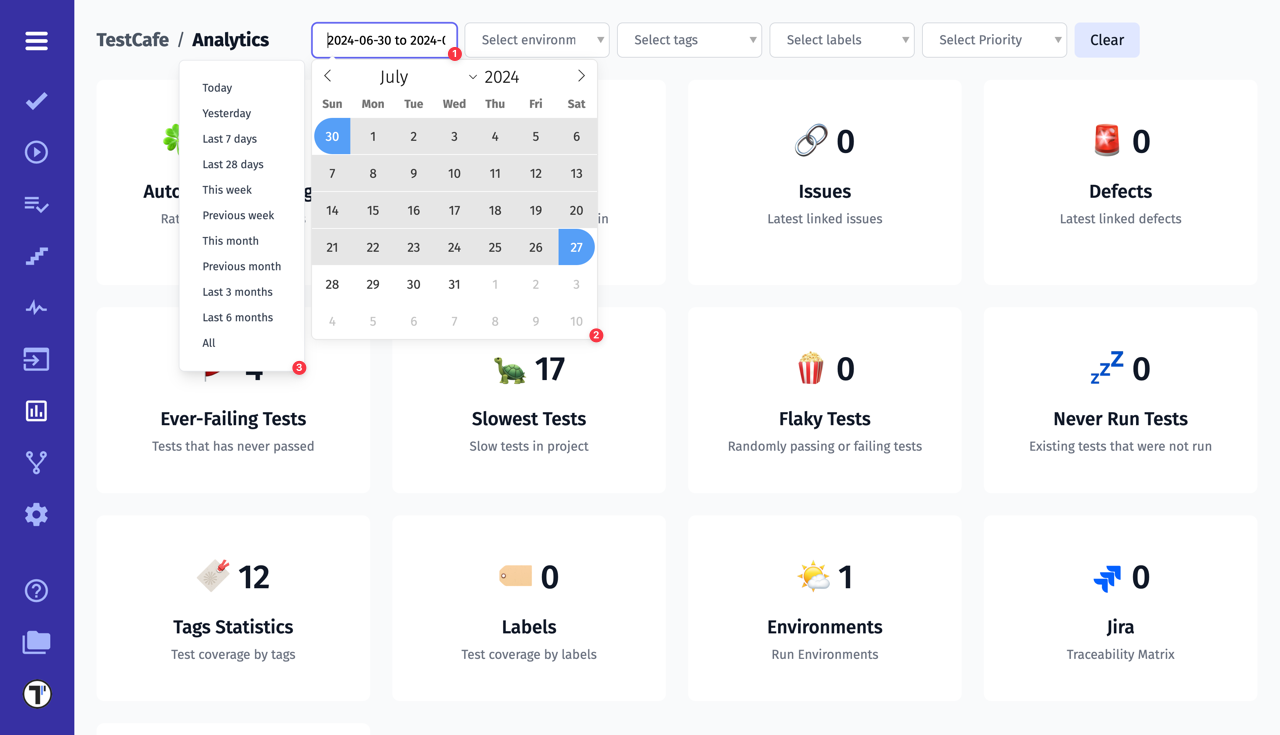 TestCafe / Analytics
2024-06-30 to 2024-0
1
Select environm
Select tags
Select labels
Select Priority
Clear
Today
Yesterday
Last 7 days
Last 28 days
This week
Previous week
This month
Previous month
Last 3 months
Last 6 months
All
3
July 2024
Sun Mon Tue Wed Thu Fri Sat
30 1 2 3 4 5 6
7 8 9 10 11 12 13
14 15 16 17 18 19 20
21 22 23 24 25 26 27
28 29 30 31 1 2 3
4 5 6 7 8 9 10
2
Auto
g
Rat
s
in
0
Issues
Latest linked issues
0
Defects
Latest linked defects
4
Ever-Failing Tests
Tests that has never passed
17
Slowest Tests
Slow tests in project
0
Flaky Tests
Randomly passing or failing tests
zzZ 0
Never Run Tests
Existing tests that were not run
12
Tags Statistics
Test coverage by tags
0
Labels
Test coverage by labels
1
Environments
Run Environments
0
Jira
Traceability Matrix